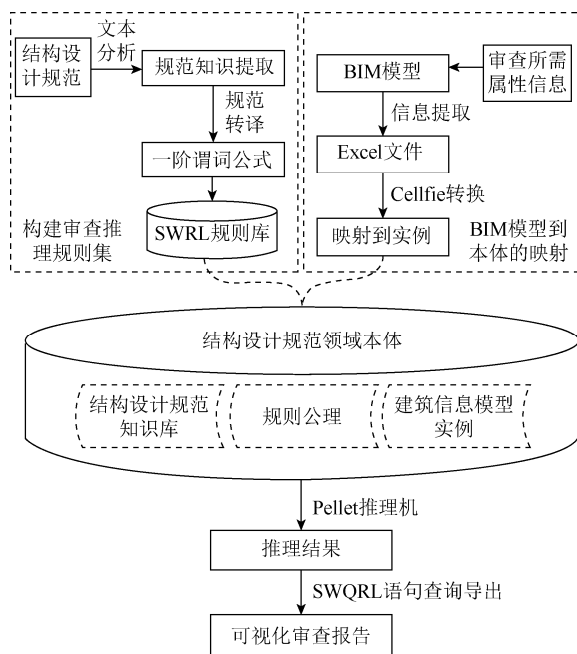 结构设
计规范
文本
分析
规范知识提取
规范
转译
一阶谓词公式
SWRL规则库
构建审查推
理规则集
BIM模型
审查所需
属性信息
信息提取
Excel文件
Cellfie转换
映射到实例
BIM模型到
本体的映射
结构设计规范领域本体
结构设计规范
知识库
规则公理
建筑信息模型
实例
Pellet推理机
推理结果
SWQRL语句查询导出
可视化审查报告